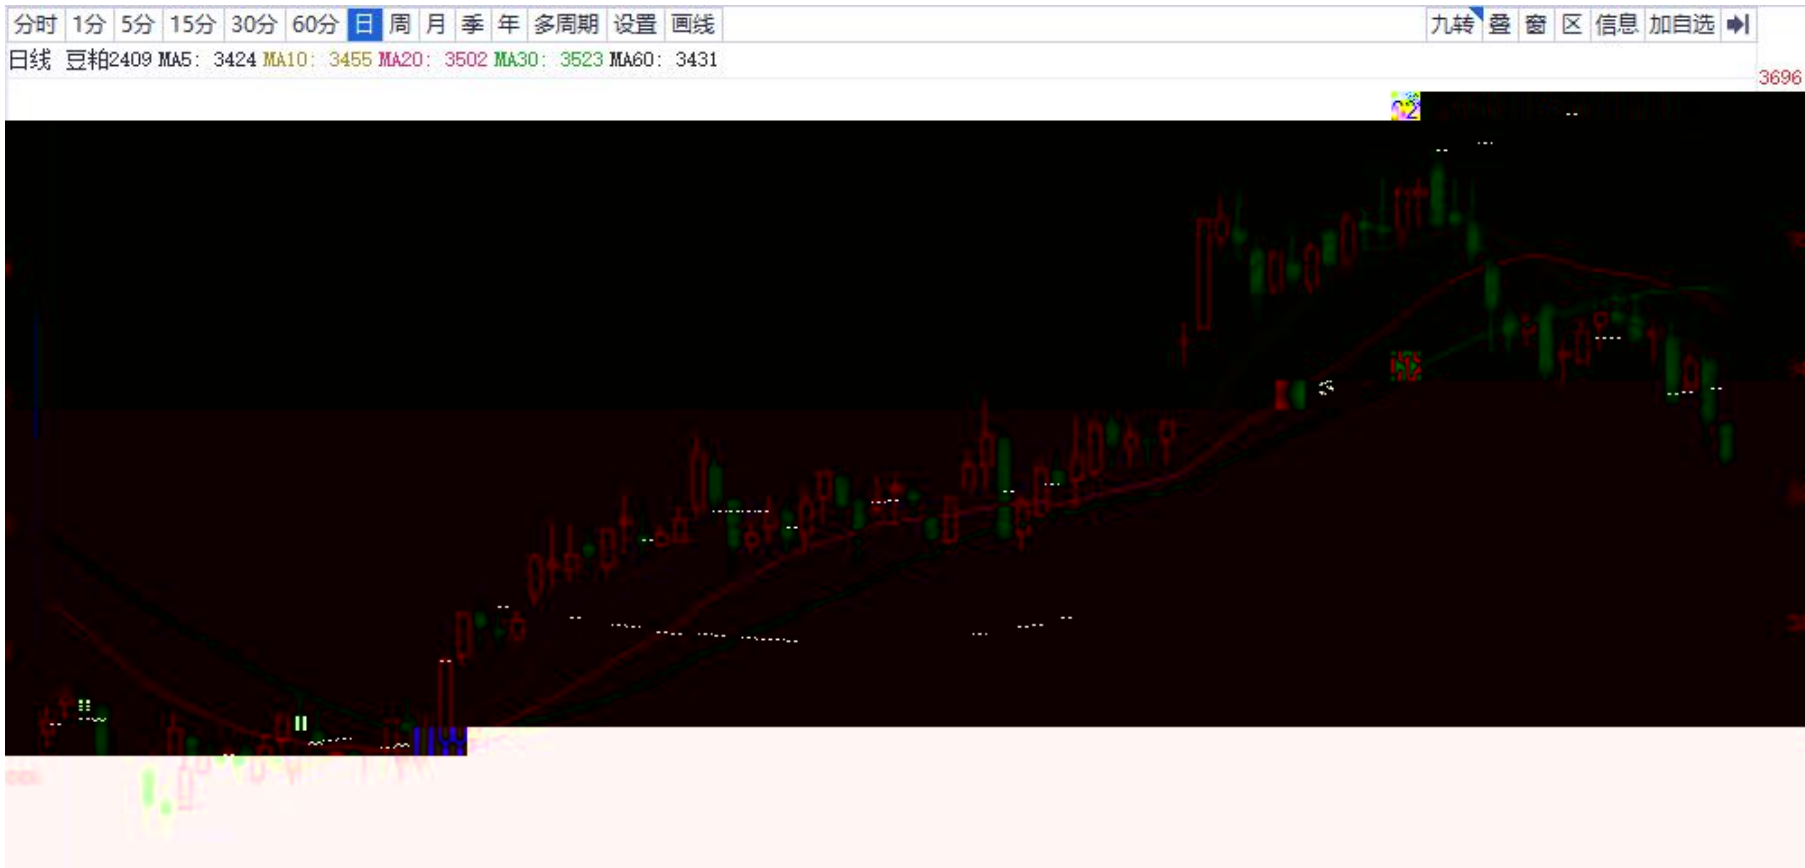 分时 1分 5分 15分 30分 60分 日 周 月 季 年 多周期 设置 画线 九转 叠 窗 区 信息 加自选
日线 豆粕2409 MA5: 3424 MA10: 3455 MA20: 3502 MA30: 3523 MA60: 3431
3696